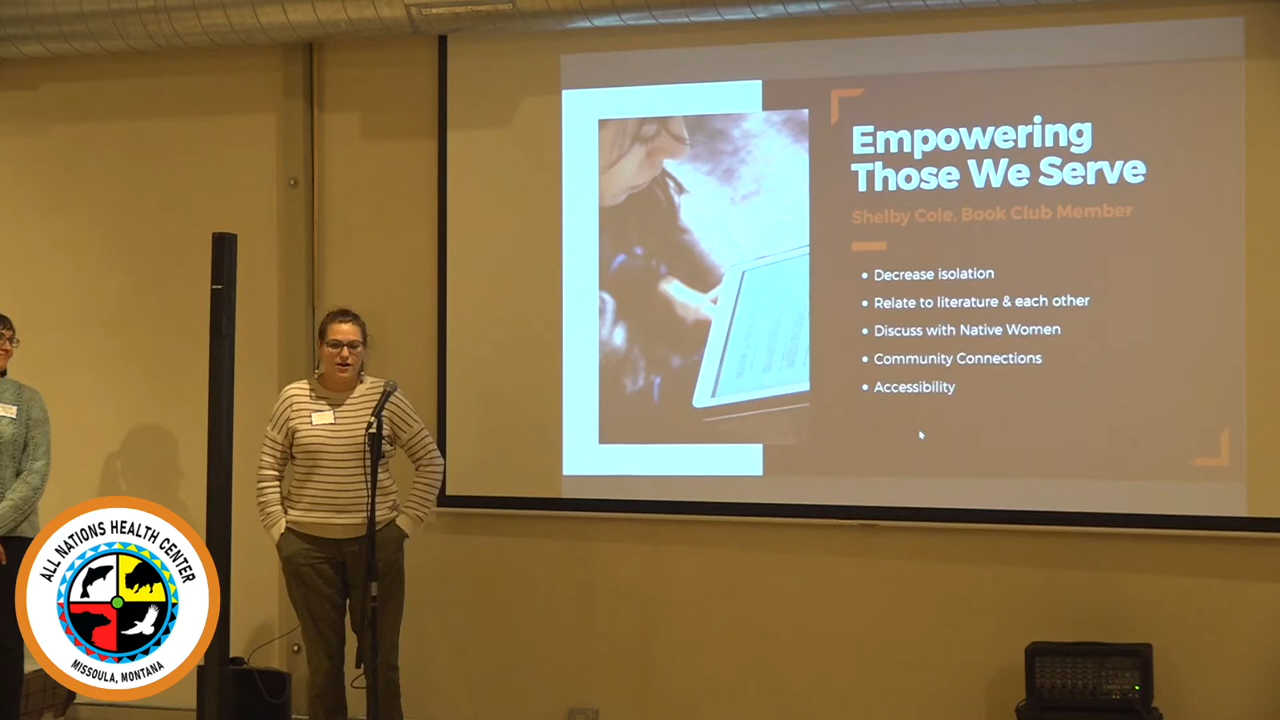 Empowering
Those We Serve
Shelby Cole, Book Club Member
Decrease isolation
Relate to literature & each other
Discuss with Native Women
Community Connections
Accessibility
ALL NATIONS HEALTH CENTER
MISSOULA, MONTANA